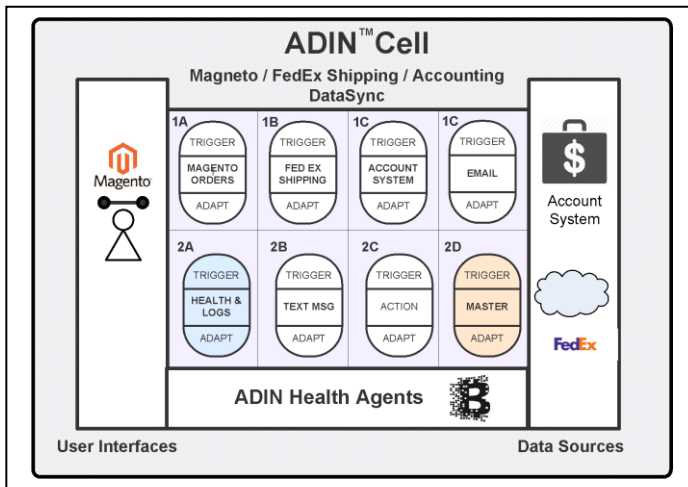 ADIN™Cell
Magneto / FedEx Shipping / Accounting
DataSync
1A
1B
1C
1C
TRIGGER
TRIGGER
TRIGGER
TRIGGER
MAGENTO
ORDERS
FED EX
SHIPPING
ACCOUNT
SYSTEM
EMAIL
ADAPT
ADAPT
ADAPT
ADAPT
Magento
$
Account
System
2A
2B
2C
2D
TRIGGER
TRIGGER
TRIGGER
TRIGGER
HEALTH &
LOGS
TEXT MSG
ACTION
MASTER
ADAPT
ADAPT
ADAPT
ADAPT
FedEx
ADIN Health Agents
B
User Interfaces
Data Sources